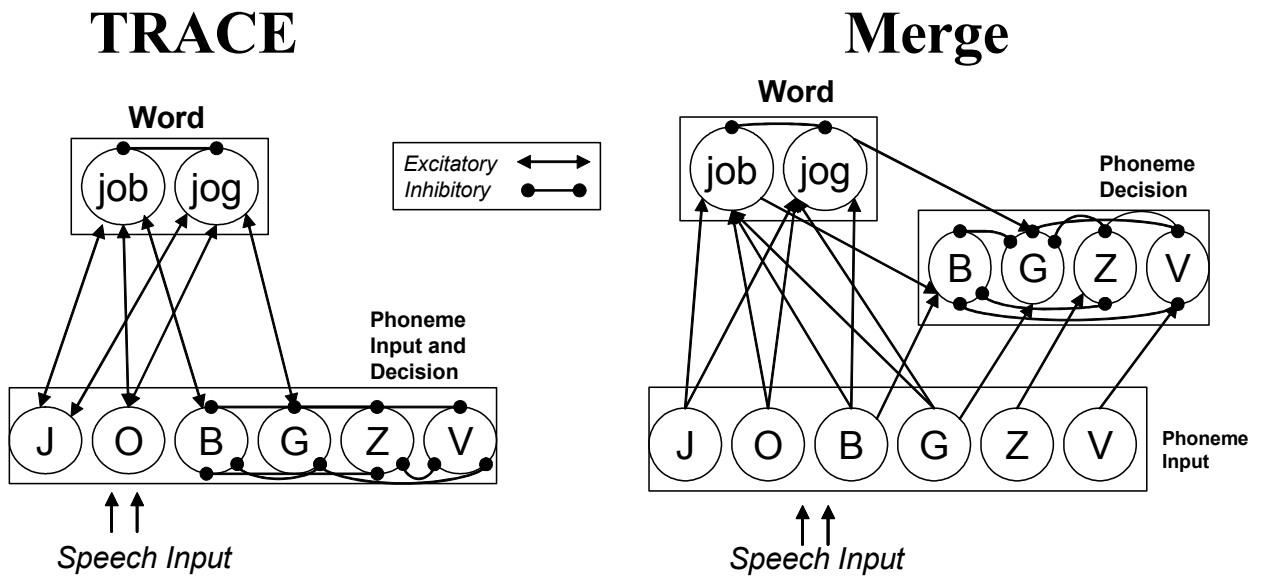 TRACE
Word
job jog
Excitatory
Inhibitory
Phoneme
Input and
Decision
J O B G Z V
Speech Input
Merge
Word
job jog
Phoneme
Decision
B G Z V
J O B G Z V
Phoneme
Input
Speech Input